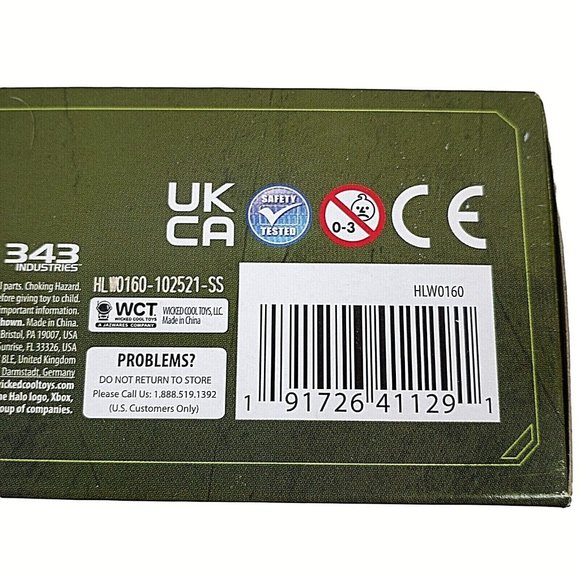 UK
CA
SAFETY
TESTED
0-3
CE
343
INDUSTRIES
parts. Choking Hazard.
before giving toy to child.
important information.
shown. Made in China.
Bristol, PA 19007, USA
Sunrise, FL 33326, USA
8LE, United Kingdom
Darmstadt, Germany
wickedcooltoys.com
Halo logo, Xbox,
group of companies.
HLW0160-102521-SS
WCT
WICKED COOL TOYS
A JAZWARES COMPANY
WICKED COOL TOYS, LLC.
Made in China
PROBLEMS?
DO NOT RETURN TO STORE
Please Call Us: 1.888.519.1392
(U.S. Customers Only)
HLW0160
1 91726 41129 1